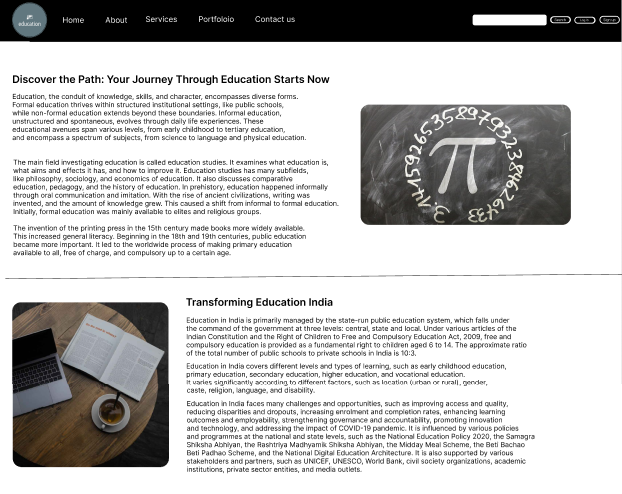 education
Home
About
Services
Portfoloio
Contact us
Search
Log in
Sign up
Discover the Path: Your Journey Through Education Starts Now
Education, the conduit of knowledge, skills, and character, encompasses diverse forms.
Formal education thrives within structured institutional settings, like public schools,
while non-formal education extends beyond these boundaries. Informal education,
unstructured and spontaneous, evolves through daily life experiences. These
educational avenues span various levels, from early childhood to tertiary education,
and encompass a spectrum of subjects, from science to language and physical education.
The main field investigating education is called education studies. It examines what education is,
what aims and effects it has, and how to improve it. Education studies has many subfields,
like philosophy, sociology, and economics of education. It also discusses comparative
education, pedagogy, and the history of education. In prehistory, education happened informally
through oral communication and imitation. With the rise of ancient civilizations, writing was
invented, and the amount of knowledge grew. This caused a shift from informal to formal education.
Initially, formal education was mainly available to elites and religious groups.
The invention of the printing press in the 15th century made books more widely available.
This increased general literacy. Beginning in the 18th and 19th centuries, public education
became more important. It led to the worldwide process of making primary education
available to all, free of charge, and compulsory up to a certain age.
π
Transforming Education India
Education in India is primarily managed by the state-run public education system, which falls under
the command of the government at three levels: central, state and local. Under various articles of the
Indian Constitution and the Right of Children to Free and Compulsory Education Act, 2009, free and
compulsory education is provided as a fundamental right to children aged 6 to 14. The approximate ratio
of the total number of public schools to private schools in India is 10:3.
Education in India covers different levels and types of learning, such as early childhood education,
primary education, secondary education, higher education, and vocational education.
It varies significantly according to different factors, such as location (urban or rural), gender,
caste, religion, language, and disability.
Education in India faces many challenges and opportunities, such as improving access and quality,
reducing disparities and dropouts, increasing enrolment and completion rates, enhancing learning
outcomes and employability, strengthening governance and accountability, promoting innovation
and technology, and addressing the impact of COVID-19 pandemic. It is influenced by various policies
and programmes at the national and state levels, such as the National Education Policy 2020, the Samagra
Shiksha Abhiyan, the Rashtriya Madhyamik Shiksha Abhiyan, the Midday Meal Scheme, the Beti Bachao
Beti Padhao Scheme, and the National Digital Education Architecture. It is also supported by various
stakeholders and partners, such as UNICEF, UNESCO, World Bank, civil society organizations, academic
institutions, private sector entities, and media outlets.